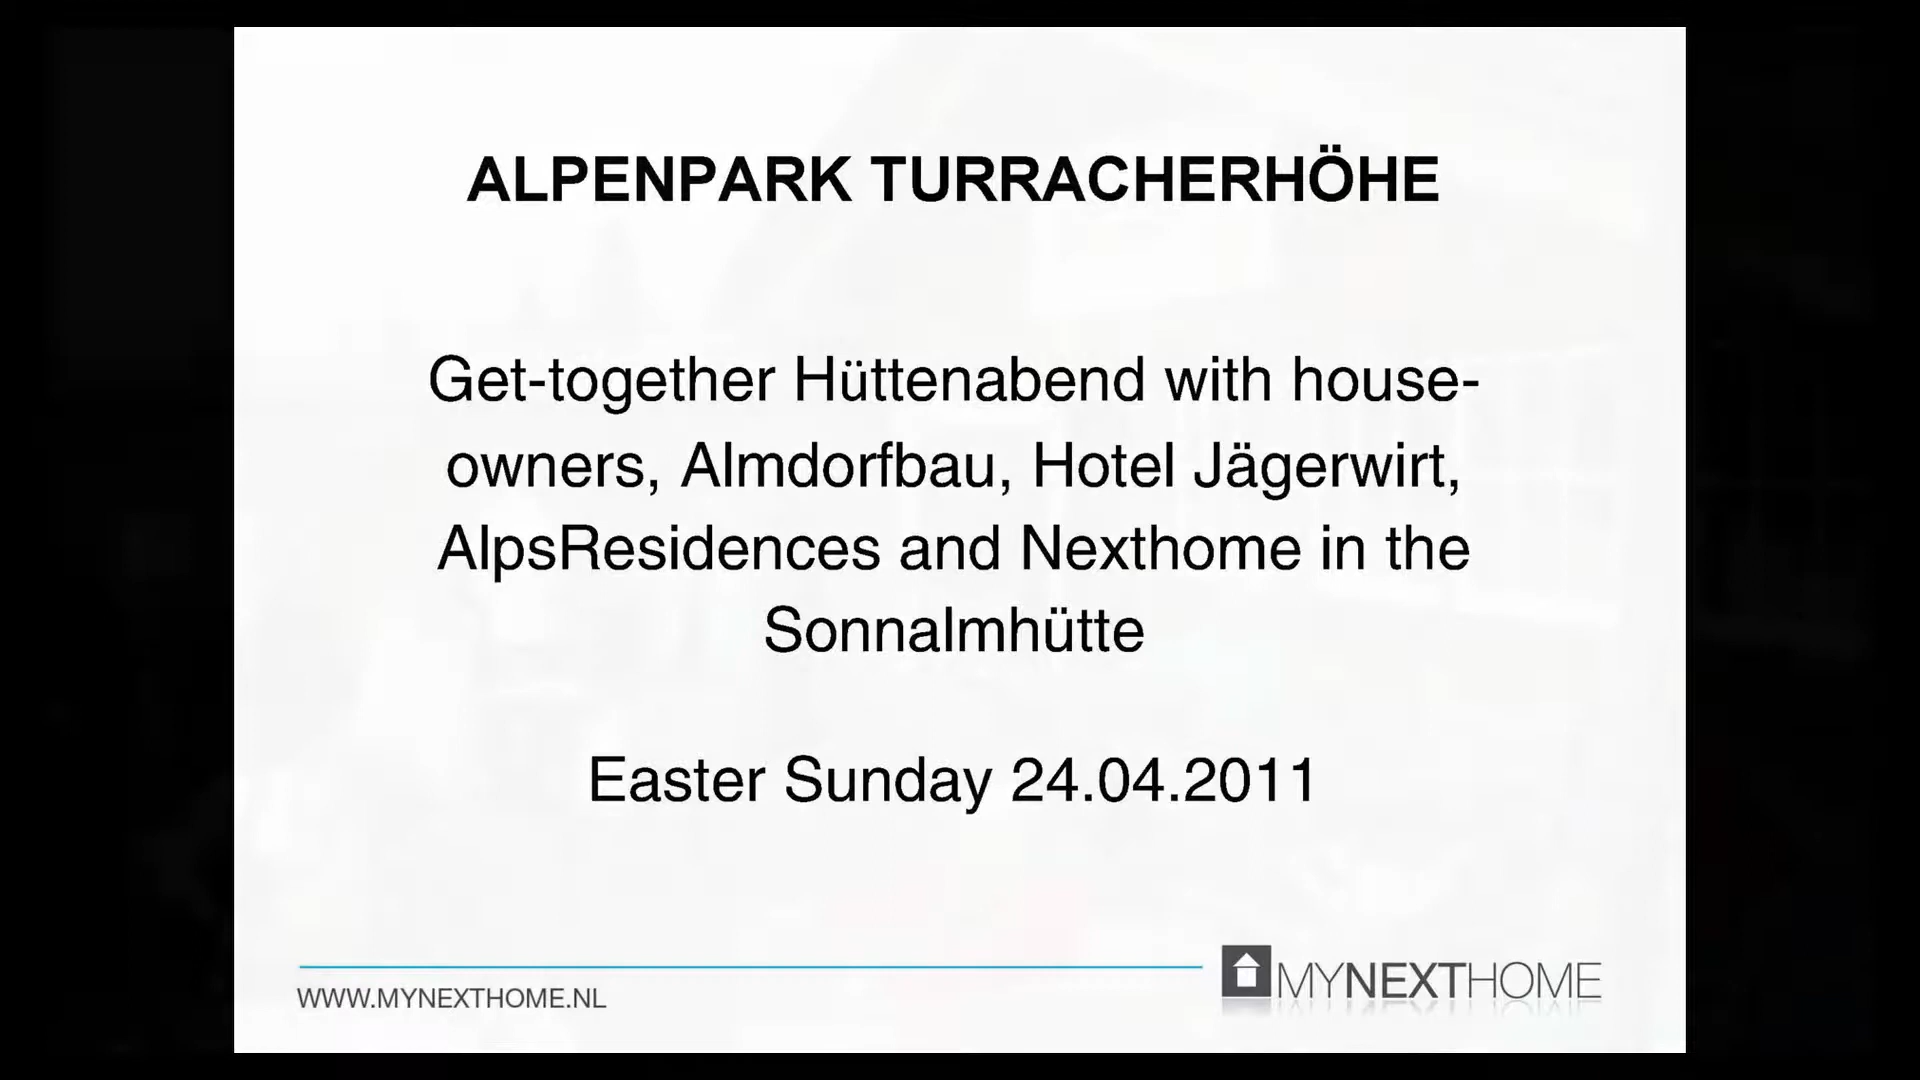 ALPENPARK TURRACHERHÖHE
Get-together Hüttenabend with house-
owners, Almdorfbau, Hotel Jägerwirt,
AlpsResidences and Nexthome in the
Sonnalmhütte
Easter Sunday 24.04.2011
WWW.MYNEXTHOME.NL
MYNEXTHOME